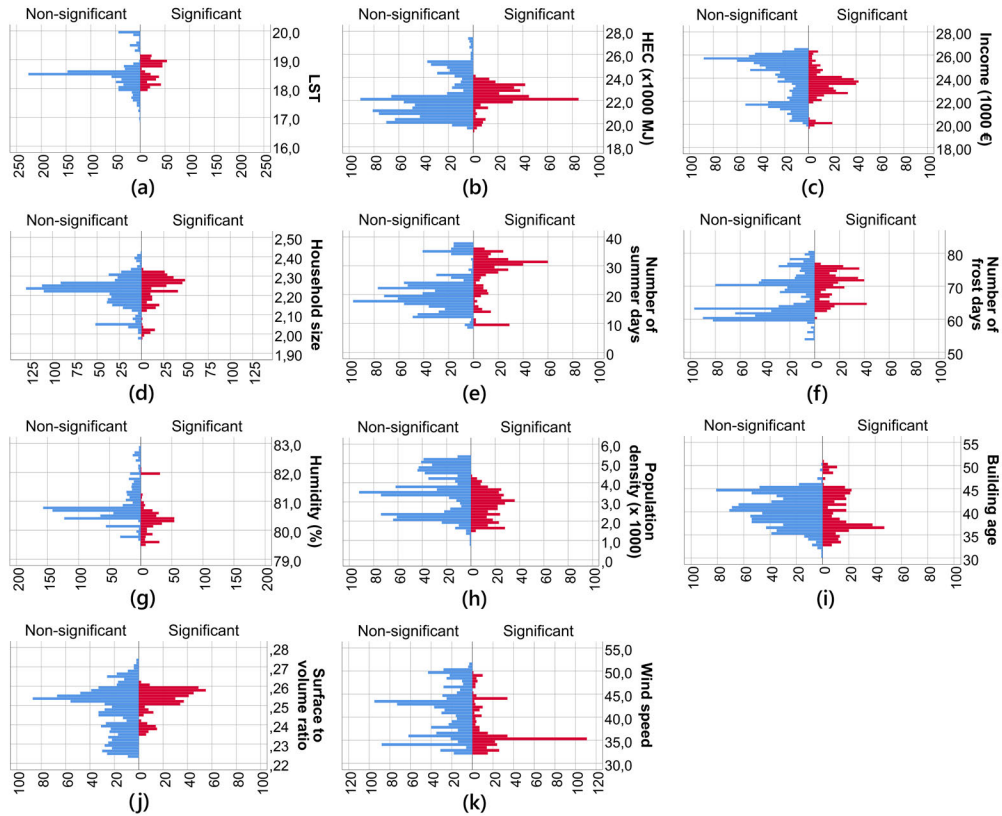 Non-significant Significant
20,0
19,0
18,0
17,0
16,0
LST
250 200 150 100 50 0 50 100 150 200 250
(a)
Non-significant Significant
28,0
26,0
24,0
22,0
20,0
18,0
HEC (x1000 MJ)
100 80 60 40 20 0 20 40 60 80 100
(b)
Non-significant Significant
28,00
26,00
24,00
22,00
20,00
18,00
Income (1000 €)
100 80 60 40 20 0 20 40 60 80 100
(c)
Non-significant Significant
2,50
2,40
2,30
2,20
2,10
2,00
1,90
Household size
125 100 75 50 25 0 25 50 75 100 125
(d)
Non-significant Significant
40
30
20
10
0
Number of
summer days
100 80 60 40 20 0 20 40 60 80 100
(e)
Non-significant Significant
80
70
60
50
Number of
frost days
100 80 60 40 20 0 20 40 60 80 100
(f)
Non-significant Significant
83,0
82,0
81,0
80,0
79,0
Humidity (%)
200 150 100 50 0 50 100 150 200
(g)
Non-significant Significant
6,0
5,0
4,0
3,0
2,0
1,0
,0
Population
density (x 1000)
100 80 60 40 20 0 20 40 60 80 100
(h)
Non-significant Significant
55
50
45
40
35
30
Building age
100 80 60 40 20 0 20 40 60 80 100
(i)
Non-significant Significant
,28
,27
,26
,25
,24
,23
,22
Surface to
volume ratio
100 80 60 40 20 0 20 40 60 80 100
(j)
Non-significant Significant
55,0
50,0
45,0
40,0
35,0
30,0
Wind speed
120 100 80 60 40 20 0 20 40 60 80 100 120
(k)